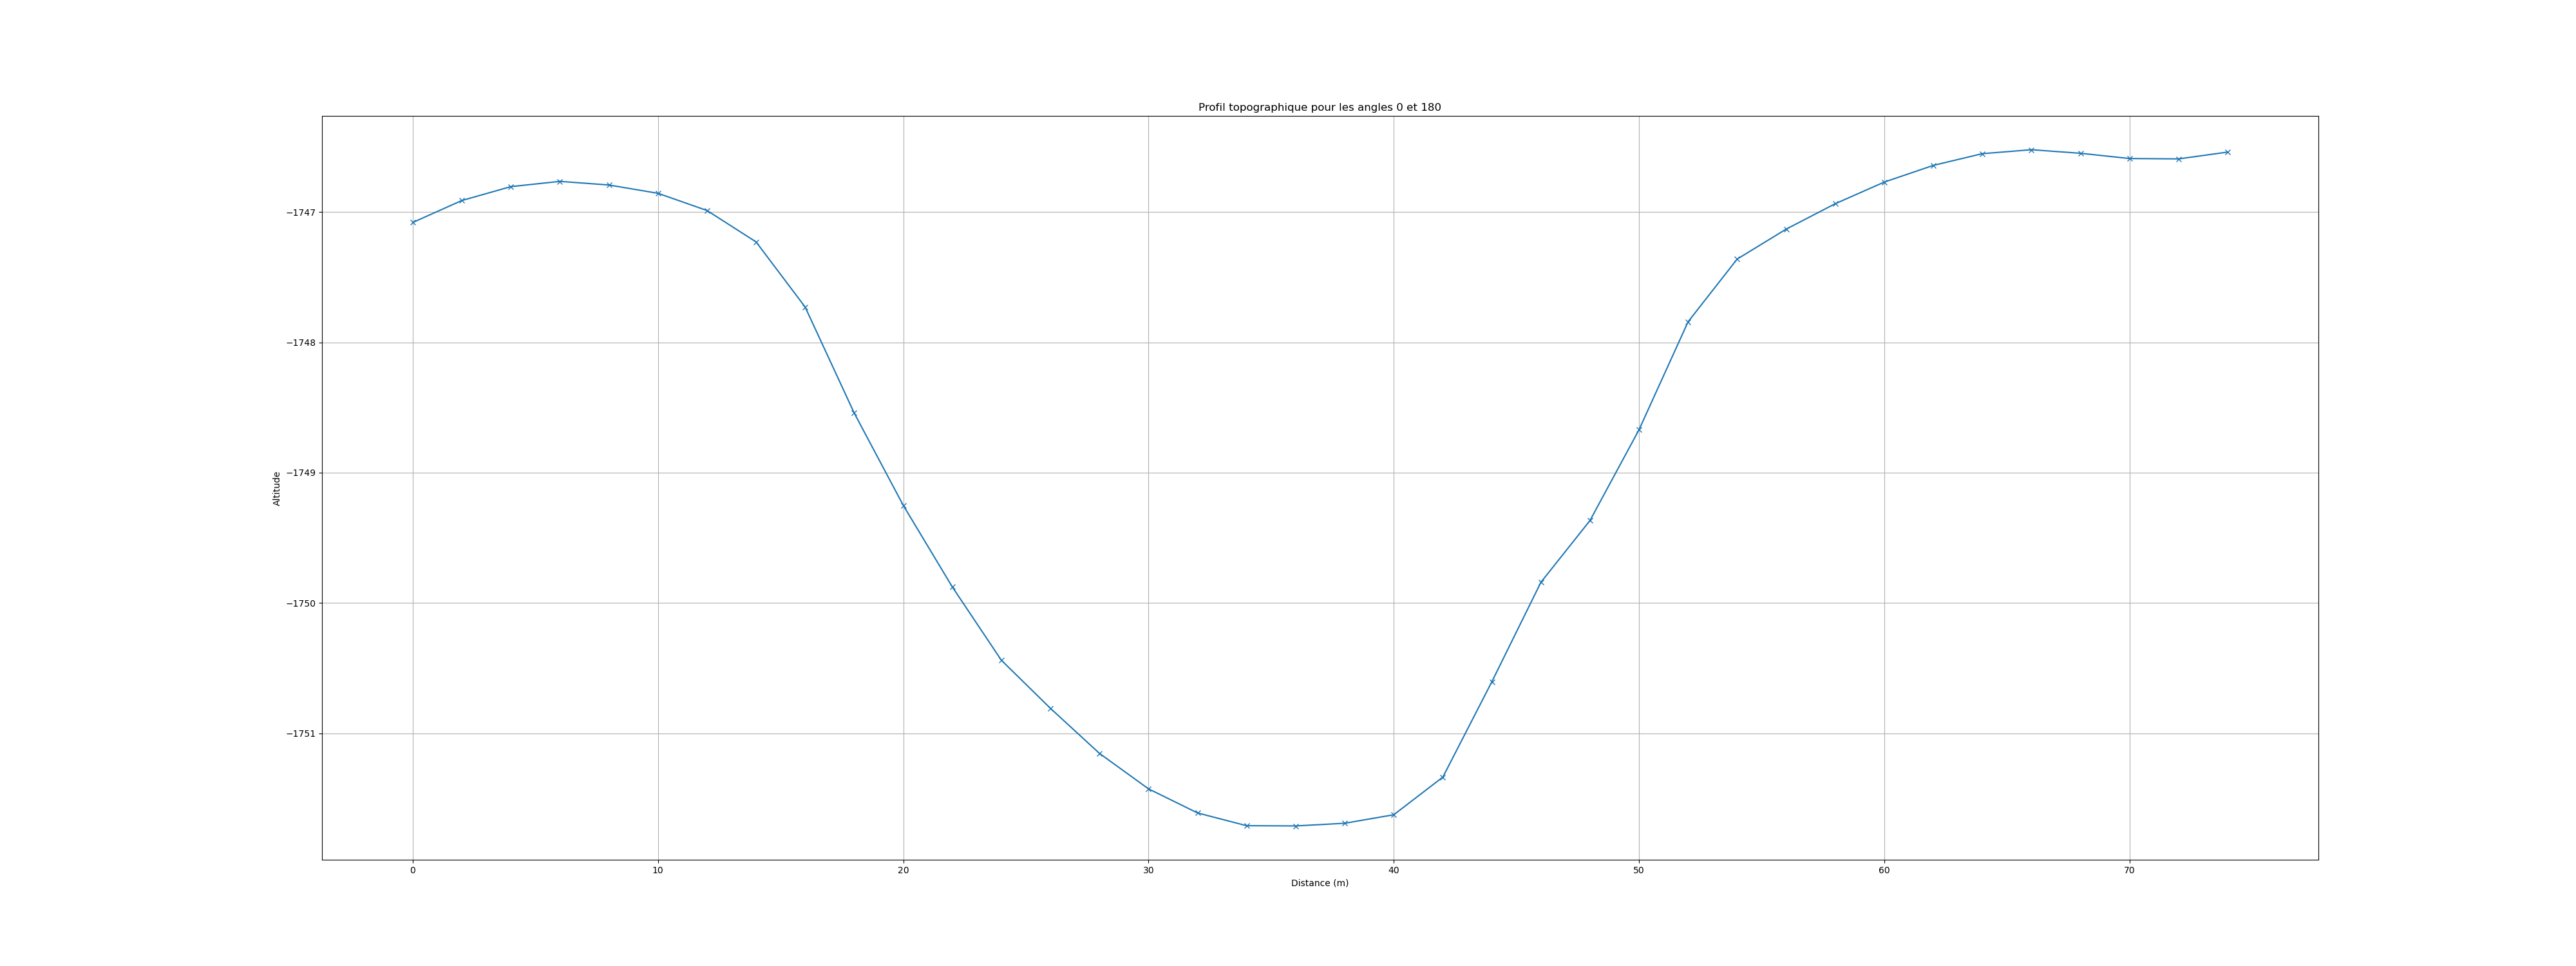 Profil topographique pour les angles 0 et 180
Altitude
−1747
−1748
−1749
−1750
−1751
0 10 20 30 40 50 60 70
Distance (m)